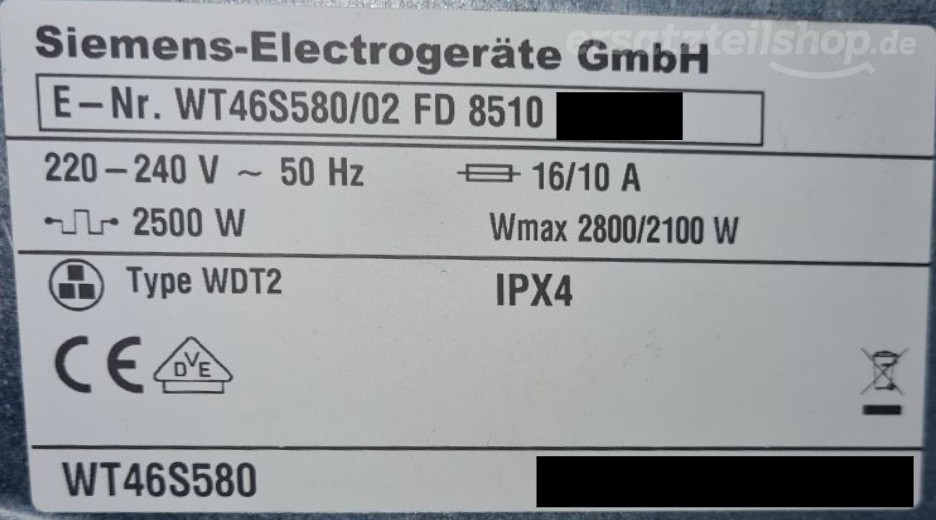 Siemens-Electrogeräte GmbH
ersatzteilshop.de
E-Nr. WT46S580/02 FD 8510
220-240 V ~ 50 Hz 16/10 A
2500 W Wmax 2800/2100 W
Type WDT2 IPX4
CE DVE
WT46S580